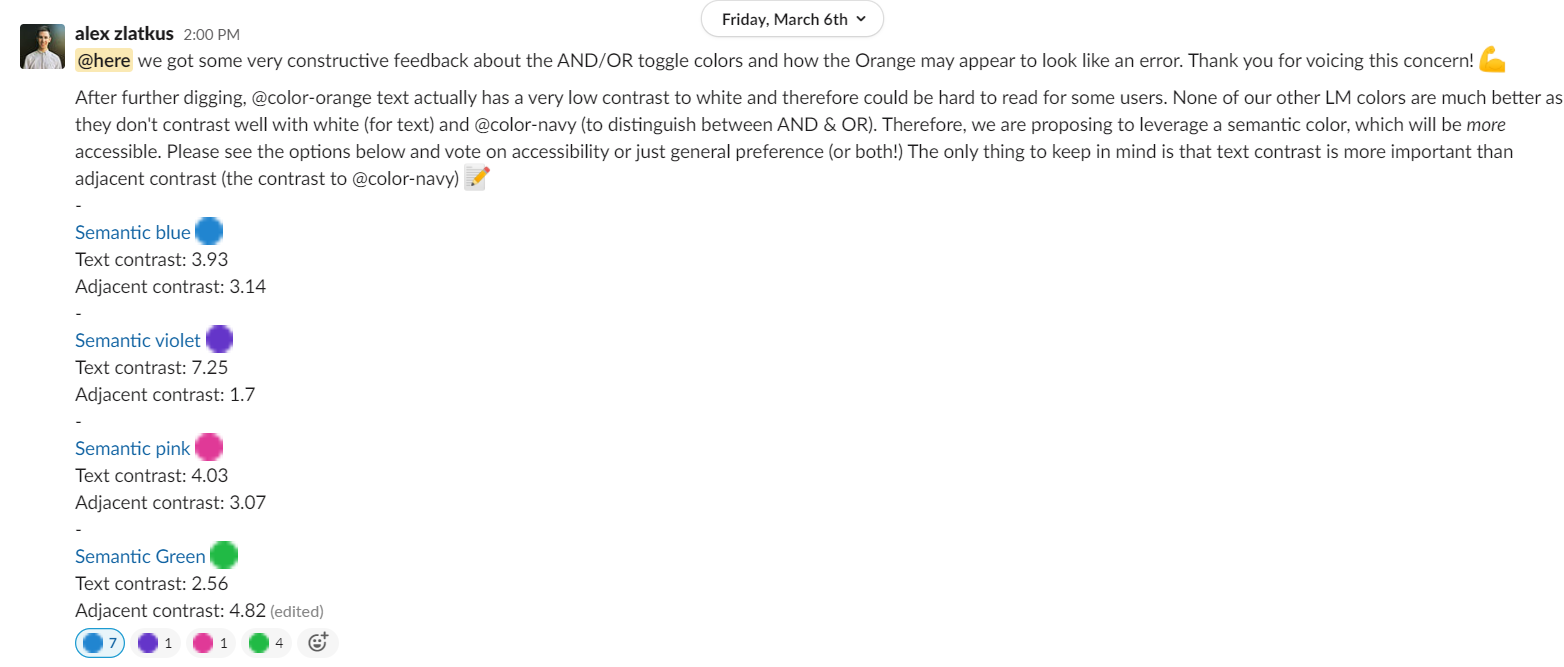 Friday, March 6th
alex zlatkus 2:00 PM
@here we got some very constructive feedback about the AND/OR toggle colors and how the Orange may appear to look like an error. Thank you for voicing this concern!
After further digging, @color-orange text actually has a very low contrast to white and therefore could be hard to read for some users. None of our other LM colors are much better as
they don't contrast well with white (for text) and @color-navy (to distinguish between AND & OR). Therefore, we are proposing to leverage a semantic color, which will be more
accessible. Please see the options below and vote on accessibility or just general preference (or both!) The only thing to keep in mind is that text contrast is more important than
adjacent contrast (the contrast to @color-navy)
-
Semantic blue
Text contrast: 3.93
Adjacent contrast: 3.14
-
Semantic violet
Text contrast: 7.25
Adjacent contrast: 1.7
-
Semantic pink
Text contrast: 4.03
Adjacent contrast: 3.07
-
Semantic Green
Text contrast: 2.56
Adjacent contrast: 4.82 (edited)
7 1 1 4